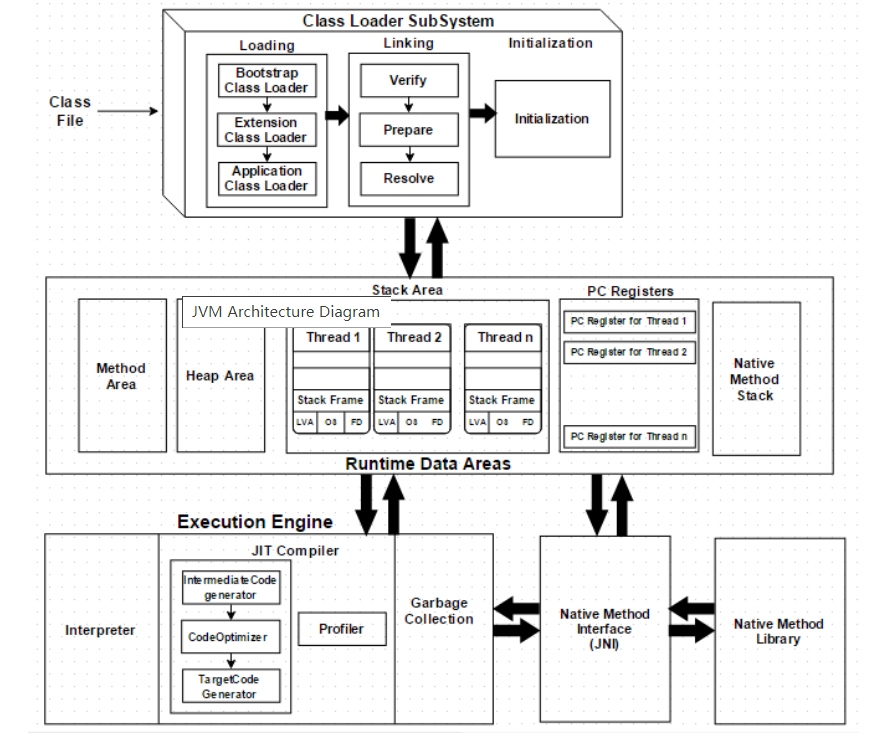 Class Loader SubSystem
Loading
Linking
Initialization
Class
File
Bootstrap
Class Loader
Extension
Class Loader
Application
Class Loader
Verify
Prepare
Resolve
Initialization
Stack Area
PC Registers
JVM Architecture Diagram
Method
Area
Heap Area
Thread 1
Thread 2
Thread n
Stack Frame
Stack Frame
Stack Frame
LVA OS FD
LVA OS FD
LVA OS FD
PC Register for Thread 1
PC Register for Thread 2
PC Register for Thread n
Native
Method
Stack
Runtime Data Areas
Execution Engine
JIT Compiler
Interpreter
IntermediateCode
generator
CodeOptimizer
TargetCode
Generator
Profiler
Garbage
Collection
Native Method
Interface
(JNI)
Native Method
Library